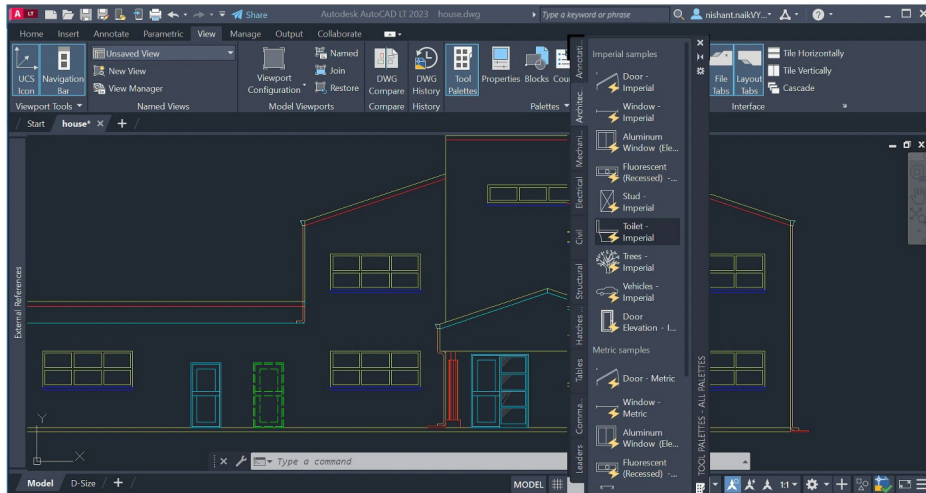 A LT
Share
Autodesk AutoCAD LT 2023 house.dwg
Type a keyword or phrase
nishant.naikVY...
Home Insert Annotate Parametric View Manage Output Collaborate
UCS Icon
Navigation Bar
Viewport Tools
Unsaved View
New View
View Manager
Named Views
Viewport Configuration
Named
Join
Restore
Model Viewports
DWG Compare
Compare
DWG History
History
Tool Palettes
Properties
Blocks
Cou
Palettes
File Tabs
Layout Tabs
Tile Horizontally
Tile Vertically
Cascade
Interface
Start house* +
External References
Annotati...
Architec...
Mechani...
Electrical
Civil
Structural
Hatches ...
Tables
Comma...
Leaders
Imperial samples
Door -
Imperial
Window -
Imperial
Aluminum
Window (Ele...
Fluorescent
(Recessed) -...
Stud -
Imperial
Toilet -
Imperial
Trees -
Imperial
Vehicles -
Imperial
Door
Elevation - I...
Metric samples
Door - Metric
Window -
Metric
Aluminum
Window (Ele...
Fluorescent
(Recessed) -...
TOOL PALETTES - ALL PALETTES
Y
X
Type a command
Model D-Size +
MODEL
1:1